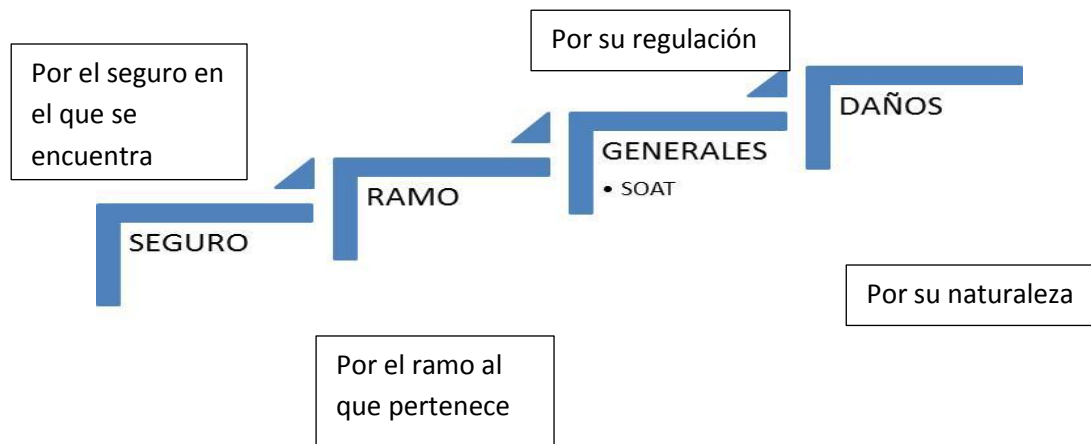 Por el seguro en
el que se
encuentra
Por su regulación
DAÑOS
GENERALES
• SOAT
RAMO
SEGURO
Por su naturaleza
Por el ramo al
que pertenece